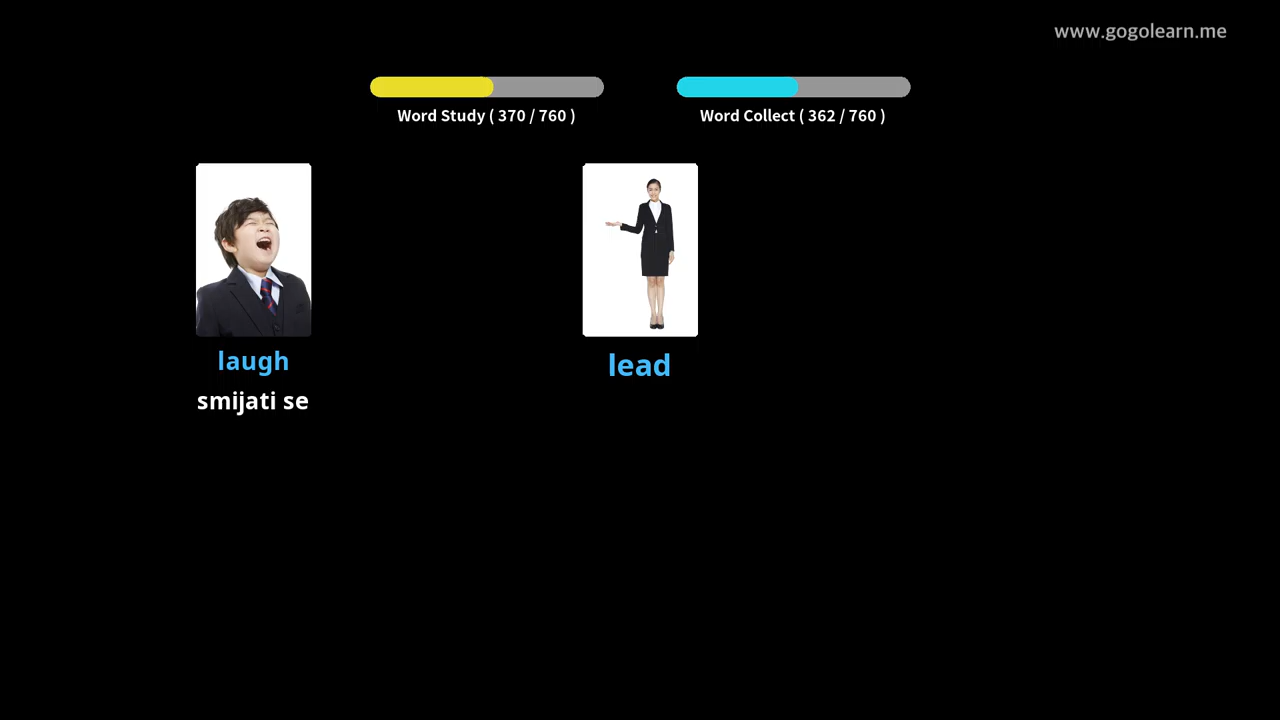 www.gogolearn.me
Word Study ( 370 / 760 )
Word Collect ( 362 / 760 )
laugh
smijati se
lead